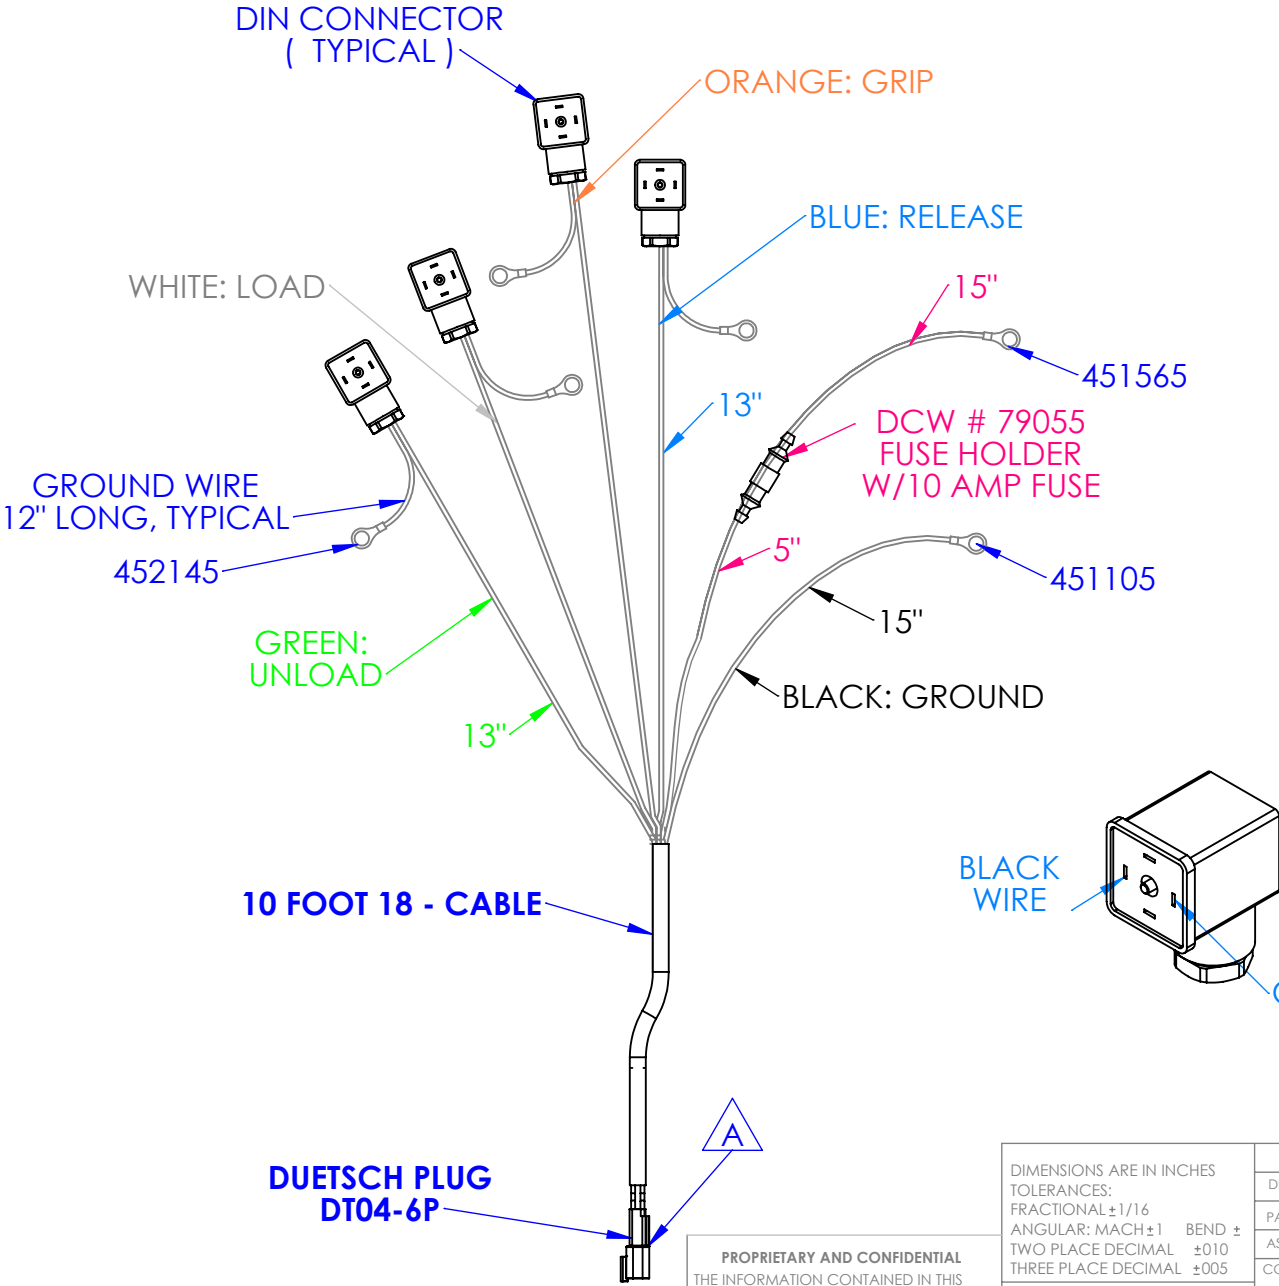 DIN CONNECTOR
( TYPICAL )
ORANGE: GRIP
BLUE: RELEASE
WHITE: LOAD
15"
451565
13"
DCW # 79055
FUSE HOLDER
W/10 AMP FUSE
GROUND WIRE
12" LONG, TYPICAL
452145
5"
451105
15"
GREEN:
UNLOAD
BLACK: GROUND
13"
BLACK
WIRE
10 FOOT 18 - CABLE
A
DUETSCH PLUG
DT04-6P
PROPRIETARY AND CONFIDENTIAL
THE INFORMATION CONTAINED IN THIS
DIMENSIONS ARE IN INCHES
TOLERANCES:
FRACTIONAL ±1/16
ANGULAR: MACH ±1 BEND ±
TWO PLACE DECIMAL ±010
THREE PLACE DECIMAL ±005